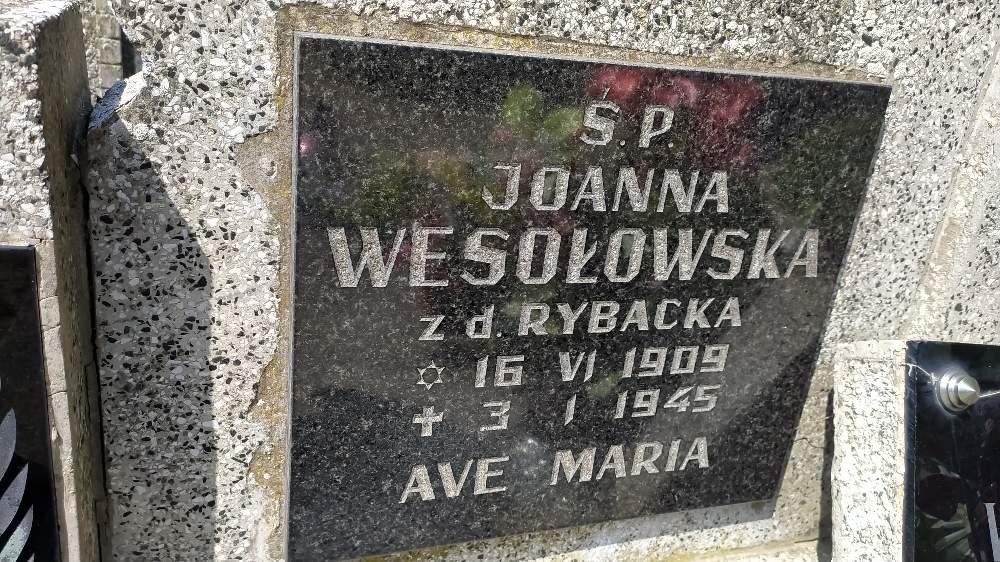 Ś. P.
JOANNA
WESOŁOWSKA
z d. RYBACKA
✡ 16 VI 1909
✝ 3 I 1945
AVE MARIA